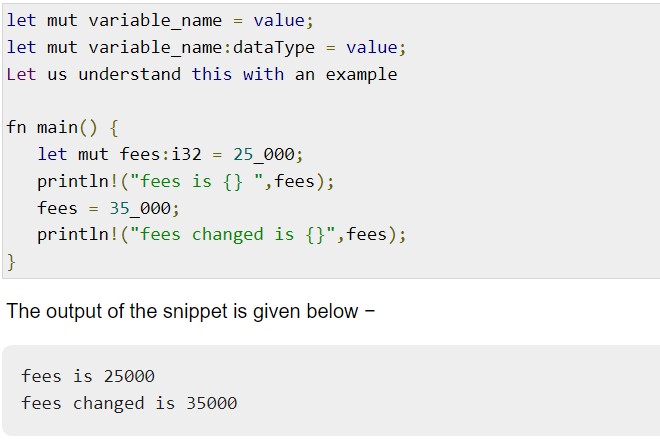 let mut variable_name = value;
let mut variable_name:dataType = value;
Let us understand this with an example
fn main() {
   let mut fees:i32 = 25_000;
   println!("fees is {} ",fees);
   fees = 35_000;
   println!("fees changed is {}",fees);
}
The output of the snippet is given below −
fees is 25000
fees changed is 35000